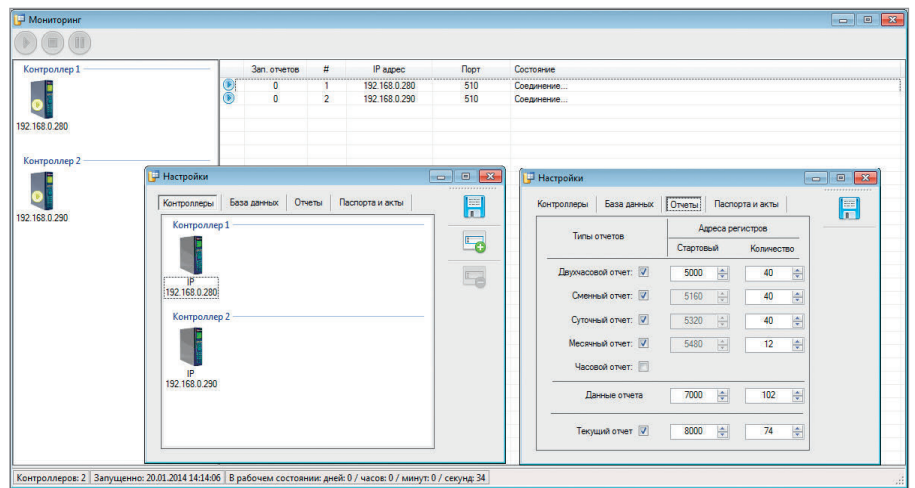 Мониторинг
Контроллер 1
192.168.0.280
Контроллер 2
192.168.0.290
Зап. отчетов # IP адрес Порт Состояние
0 1 192.168.0.280 510 Соединение...
0 2 192.168.0.290 510 Соединение...
Настройки
Контроллеры База данных Отчеты Паспорта и акты
Контроллер 1
IP
192.168.0.280
Контроллер 2
IP
192.168.0.290
Настройки
Контроллеры База данных Отчеты Паспорта и акты
Типы отчетов Адреса регистров
Стартовый Количество
Двухчасовой отчет: 5000 40
Сменный отчет: 5160 40
Суточный отчет: 5320 40
Месячный отчет: 5480 12
Часовой отчет:
Данные отчета 7000 102
Текущий отчет 8000 74
Контроллеров: 2 Запущенно: 20.01.2014 14:14:06 В рабочем состоянии: дней: 0 / часов: 0 / минут: 0 / секунд: 34